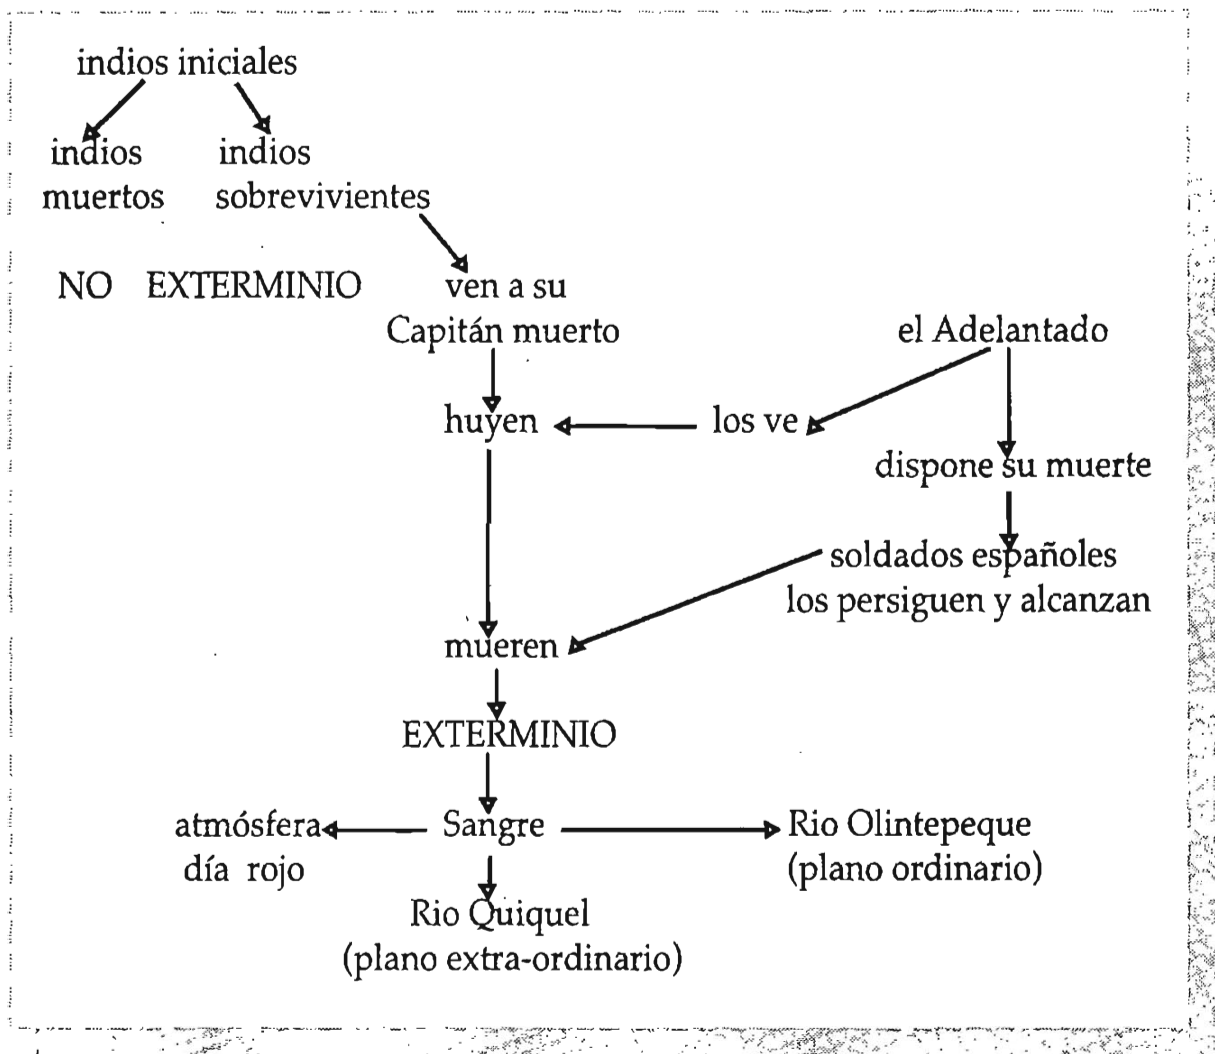 indios iniciales
indios indios
muertos sobrevivientes
NO EXTERMINIO ven a su
Capitán muerto el Adelantado
huyen los ve
dispone su muerte
soldados españoles
los persiguen y alcanzan
mueren
EXTERMINIO
atmósfera Sangre Rio Olintepeque
día rojo (plano ordinario)
Rio Quiquel
(plano extra-ordinario)